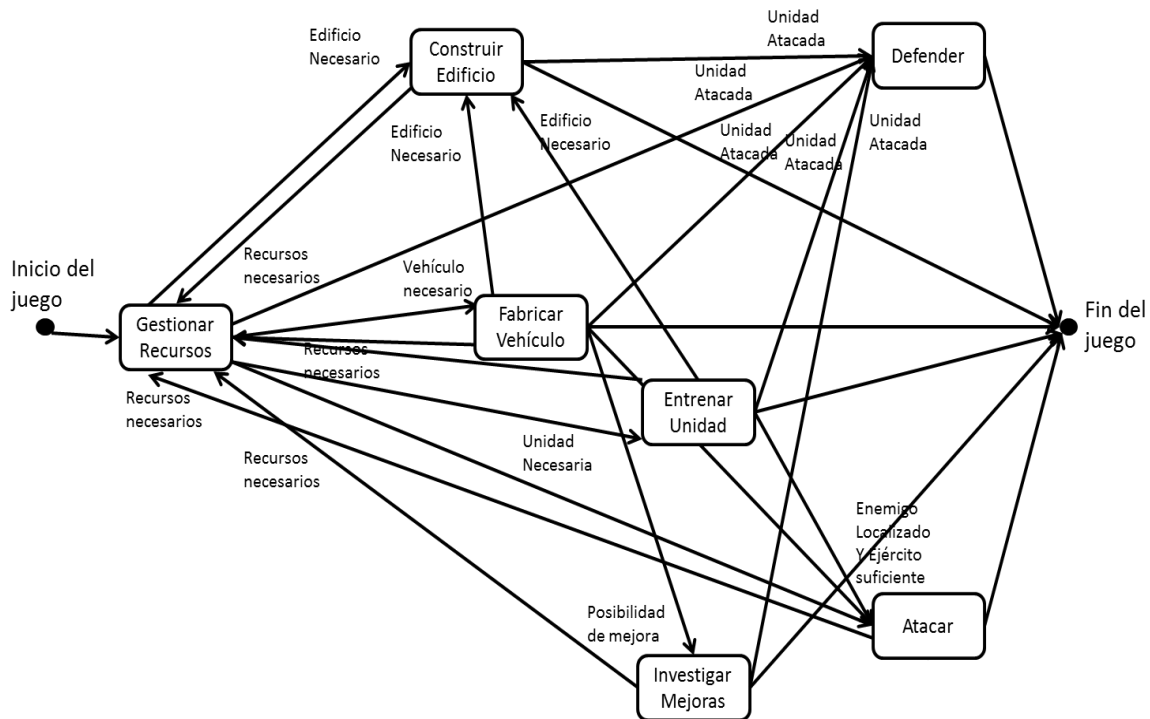 Edificio
Necesario
Construir
Edificio
Unidad
Atacada
Defender
Unidad
Atacada
Edificio
Necesario
Edificio
Necesario
Unidad
Atacada
Unidad
Atacada
Unidad
Atacada
Inicio del
juego
Recursos
necesarios
Vehículo
necesario
Gestionar
Recursos
Fabricar
Vehículo
Fin del
juego
Recursos
necesarios
Recursos
necesarios
Entrenar
Unidad
Recursos
necesarios
Unidad
Necesaria
Enemigo
Localizado
Y Ejército
suficiente
Posibilidad
de mejora
Atacar
Investigar
Mejoras